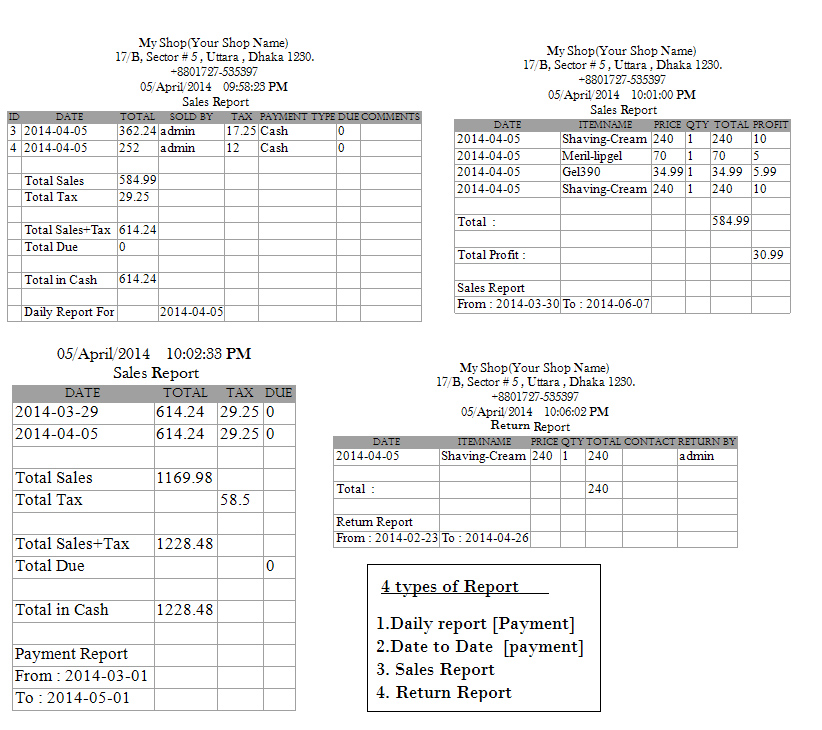 My Shop(Your Shop Name)
17/B, Sector # 5 , Uttara , Dhaka 1230.
+8801727-535397
05/April/2014 09:58:23 PM
Sales Report
ID DATE TOTAL SOLD BY TAX PAYMENT TYPE DUE COMMENTS
3 2014-04-05 362.24 admin 17.25 Cash 0
4 2014-04-05 252 admin 12 Cash 0
Total Sales 584.99
Total Tax 29.25
Total Sales+Tax 614.24
Total Due 0
Total in Cash 614.24
Daily Report For 2014-04-05
My Shop(Your Shop Name)
17/B, Sector # 5 , Uttara , Dhaka 1230.
+8801727-535397
05/April/2014 10:01:00 PM
Sales Report
DATE ITEMNAME PRICE QTY TOTAL PROFIT
2014-04-05 Shaving-Cream 240 1 240 10
2014-04-05 Meril-lipgel 70 1 70 5
2014-04-05 Gel390 34.99 1 34.99 5.99
2014-04-05 Shaving-Cream 240 1 240 10
Total : 584.99
Total Profit : 30.99
Sales Report
From : 2014-03-30 To : 2014-06-07
05/April/2014 10:02:33 PM
Sales Report
DATE TOTAL TAX DUE
2014-03-29 614.24 29.25 0
2014-04-05 614.24 29.25 0
Total Sales 1169.98
Total Tax 58.5
Total Sales+Tax 1228.48
Total Due 0
Total in Cash 1228.48
Payment Report
From : 2014-03-01
To : 2014-05-01
My Shop(Your Shop Name)
17/B, Sector # 5 , Uttara , Dhaka 1230.
+8801727-535397
05/April/2014 10:06:02 PM
Return Report
DATE ITEMNAME PRICE QTY TOTAL CONTACT RETURN BY
2014-04-05 Shaving-Cream 240 1 240 admin
Total : 240
Return Report
From : 2014-02-23 To : 2014-04-26
4 types of Report
1.Daily report [Payment]
2.Date to Date [payment]
3. Sales Report
4. Return Report